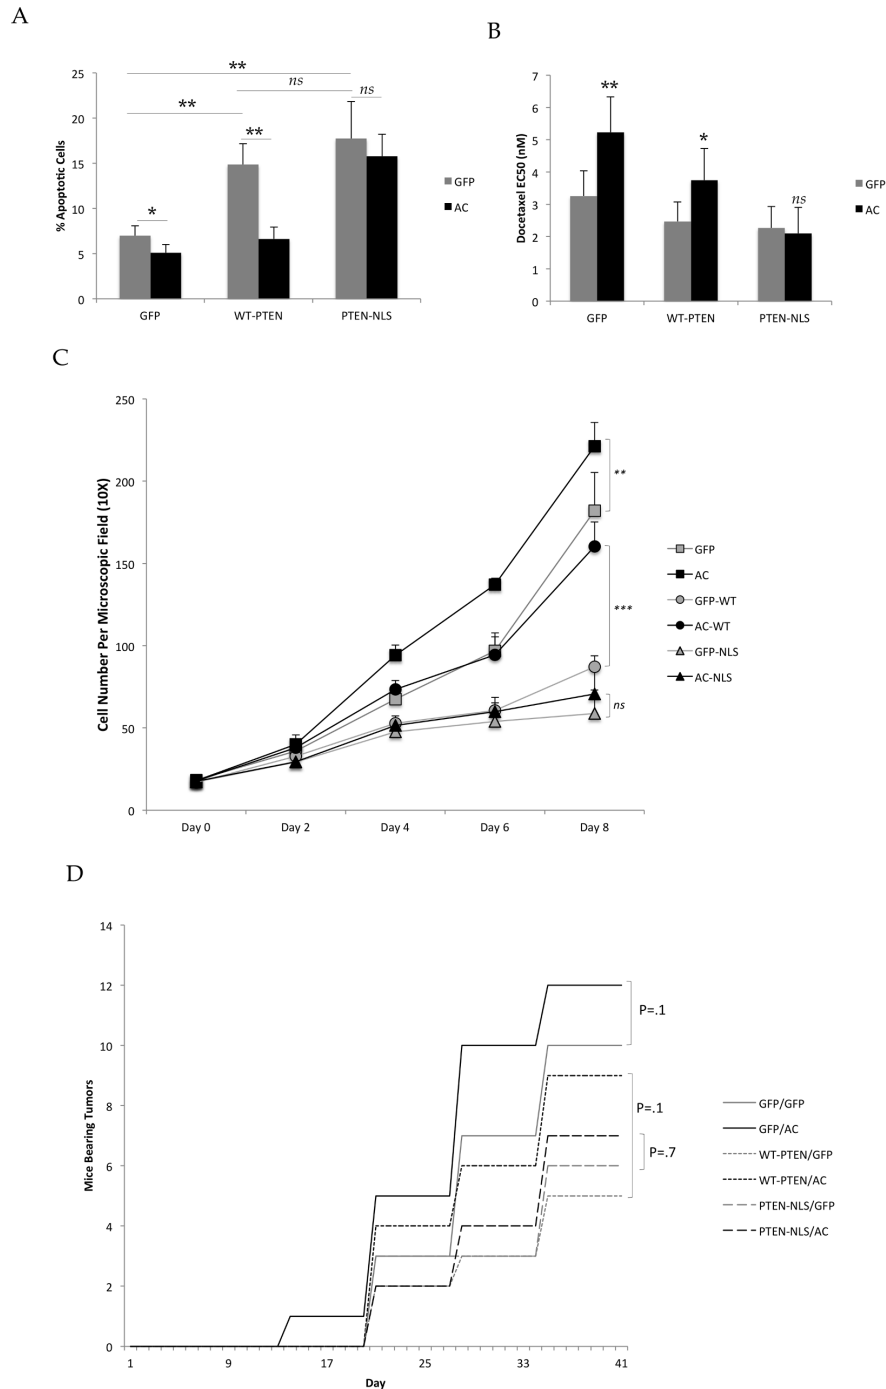 A
B
**
ns
ns
**
**
*
25
20
15
10
5
0
% Apoptotic Cells
GFP
WT-PTEN
PTEN-NLS
GFP
AC
**
*
ns
7
6
5
4
3
2
1
0
Docetaxel EC50 (nM)
GFP
WT-PTEN
PTEN-NLS
GFP
AC
C
250
200
150
100
50
0
Cell Number Per Microscopic Field (10X)
Day 0
Day 2
Day 4
Day 6
Day 8
**
***
ns
GFP
AC
GFP-WT
AC-WT
GFP-NLS
AC-NLS
D
14
12
10
8
6
4
2
0
Mice Bearing Tumors
1
9
17
25
33
41
Day
P=.1
P=.1
P=.7
GFP/GFP
GFP/AC
WT-PTEN/GFP
WT-PTEN/AC
PTEN-NLS/GFP
PTEN-NLS/AC